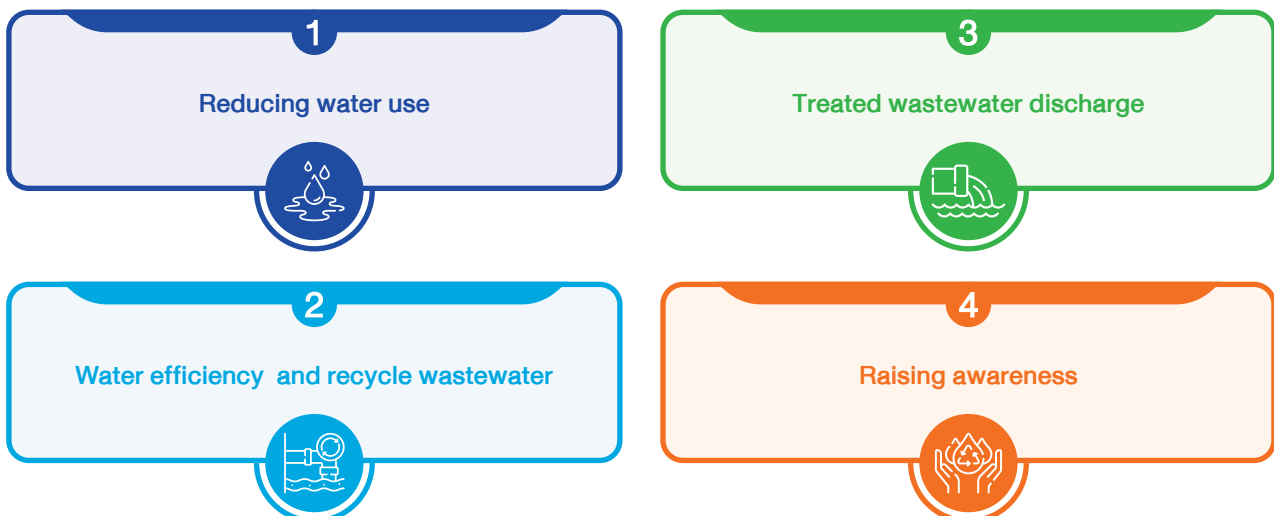 1
Reducing water use
2
Water efficiency and recycle wastewater
3
Treated wastewater discharge
4
Raising awareness